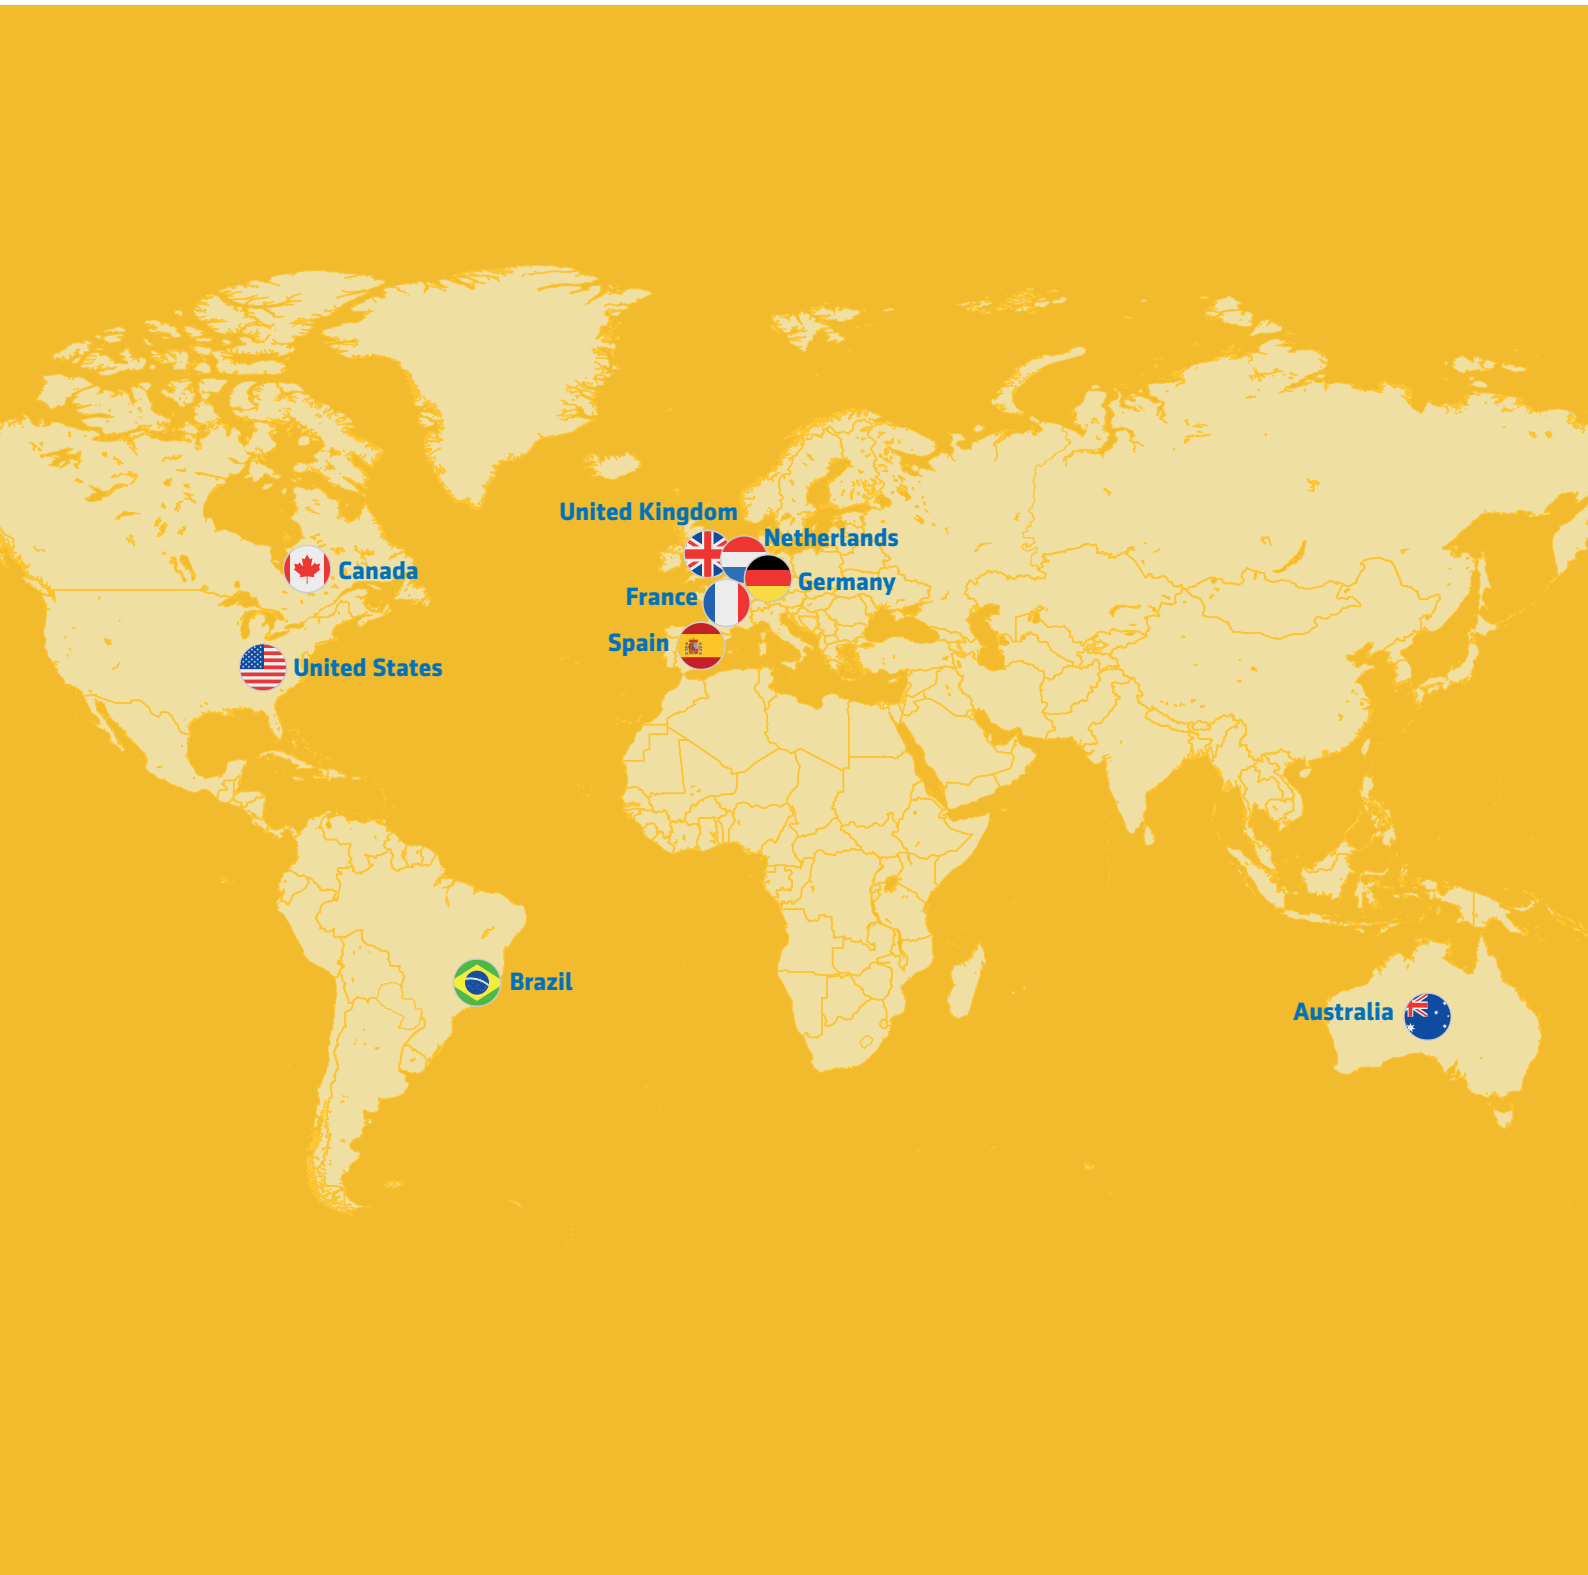 United Kingdom
Netherlands
Canada
Germany
France
Spain
United States
Brazil
Australia